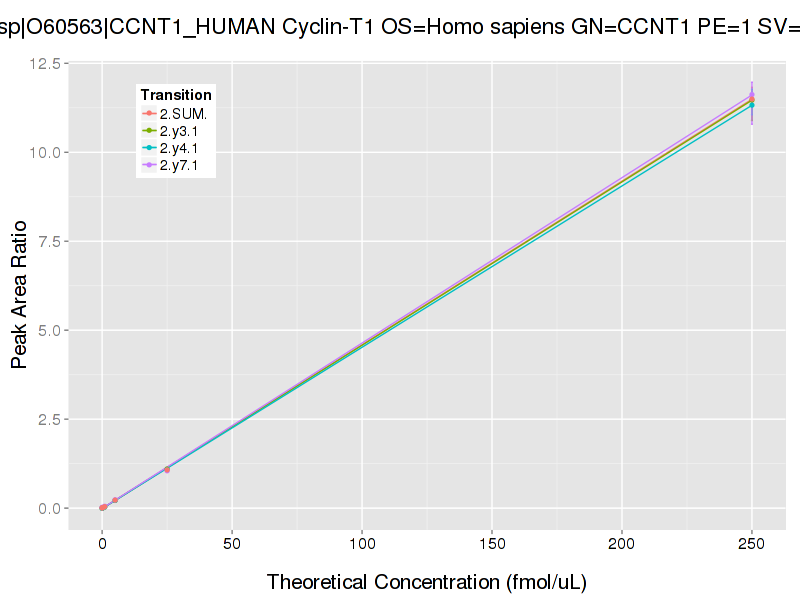 sp|O60563|CCNT1_HUMAN Cyclin-T1 OS=Homo sapiens GN=CCNT1 PE=1 SV=
12.5
10.0
7.5
5.0
2.5
0.0
Peak Area Ratio
Transition
2.SUM.
2.y3.1
2.y4.1
2.y7.1
0 50 100 150 200 250
Theoretical Concentration (fmol/uL)